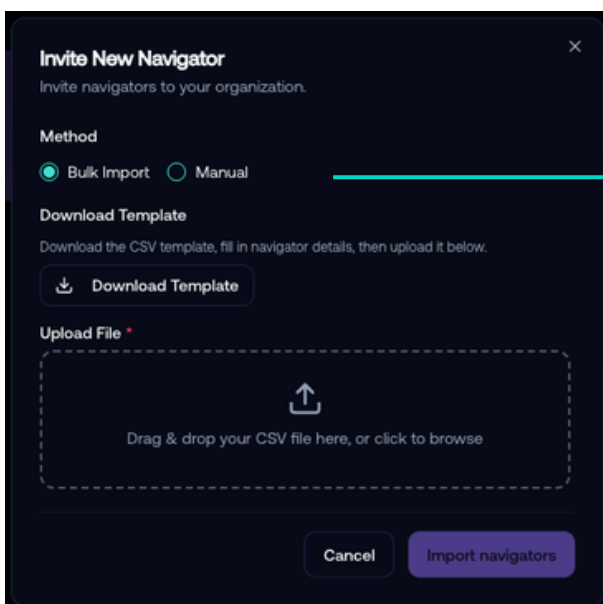 Invite New Navigator
Invite navigators to your organization.
Method
Bulk Import Manual
Download Template
Download the CSV template, fill in navigator details, then upload it below.
Download Template
Upload File *
Drag & drop your CSV file here, or click to browse
Cancel Import navigators